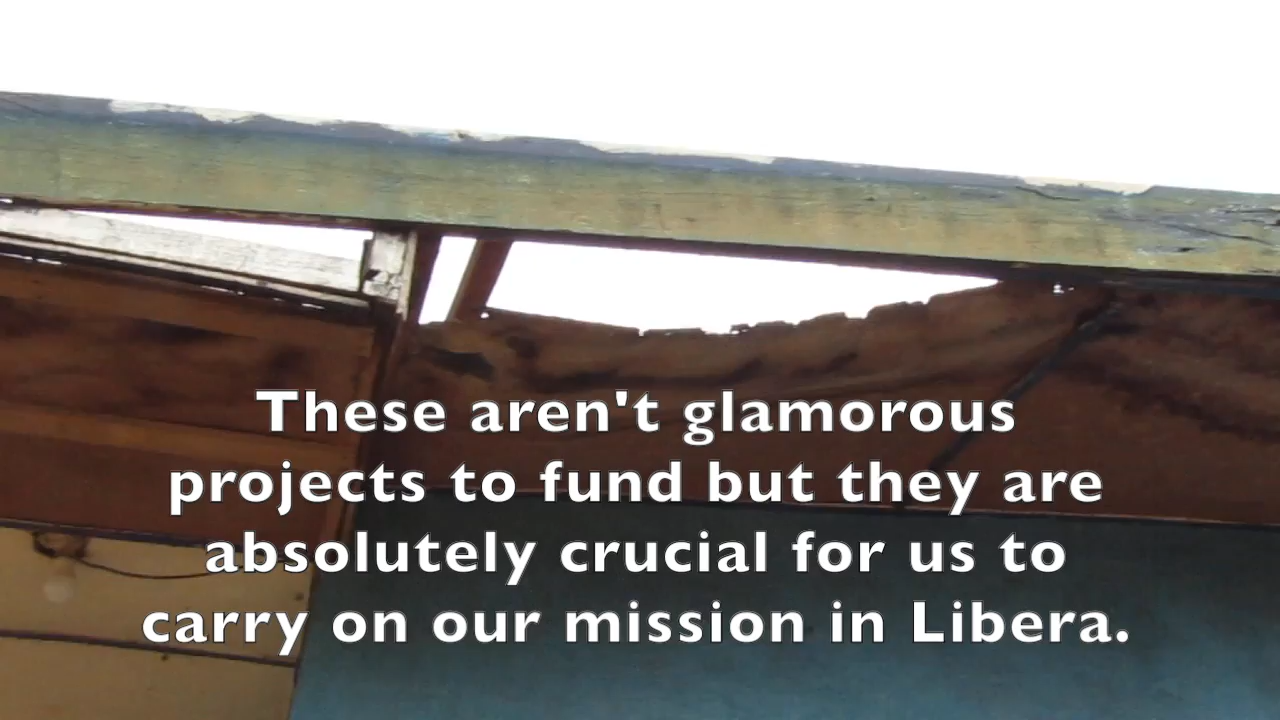 These aren't glamorous
projects to fund but they are
absolutely crucial for us to
carry on our mission in Libera.